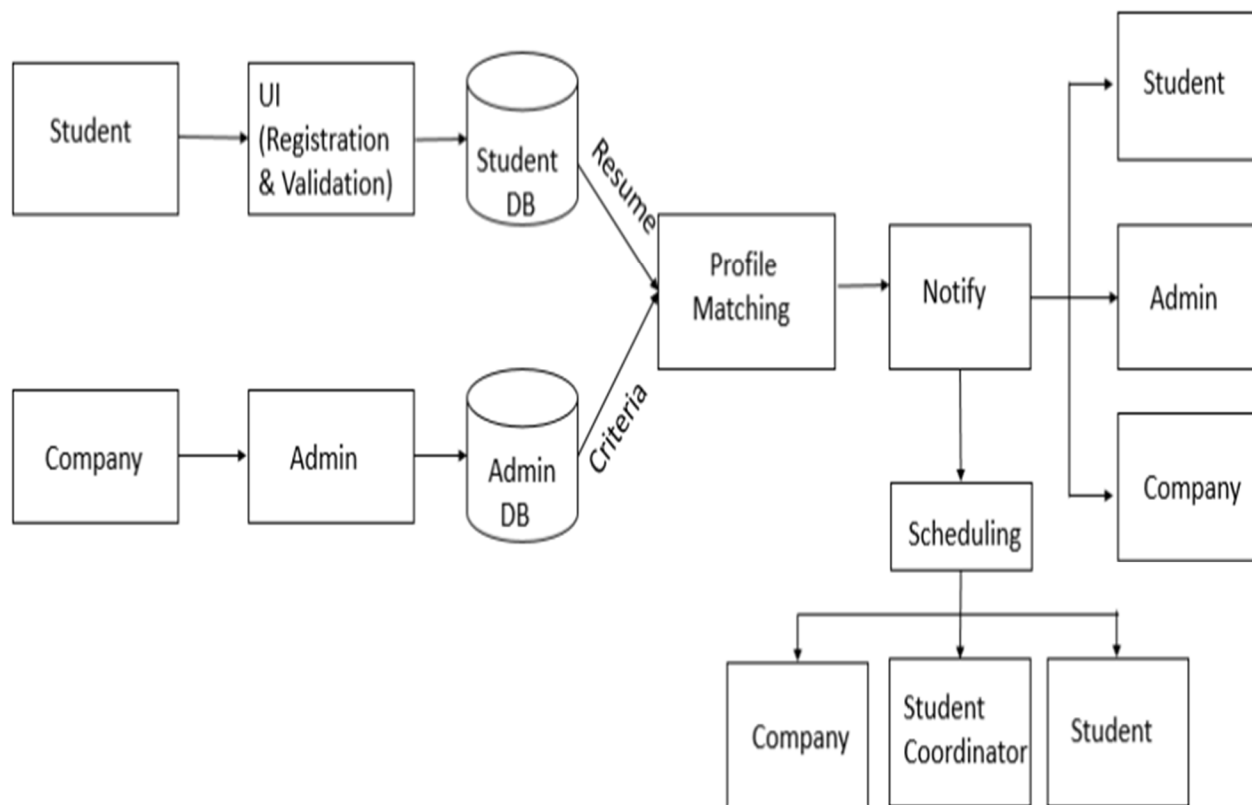 Student
UI
(Registration
& Validation)
Student
DB
Resume
Profile
Matching
Notify
Student
Admin
Company
Company
Admin
Admin
DB
Criteria
Scheduling
Company
Student
Coordinator
Student